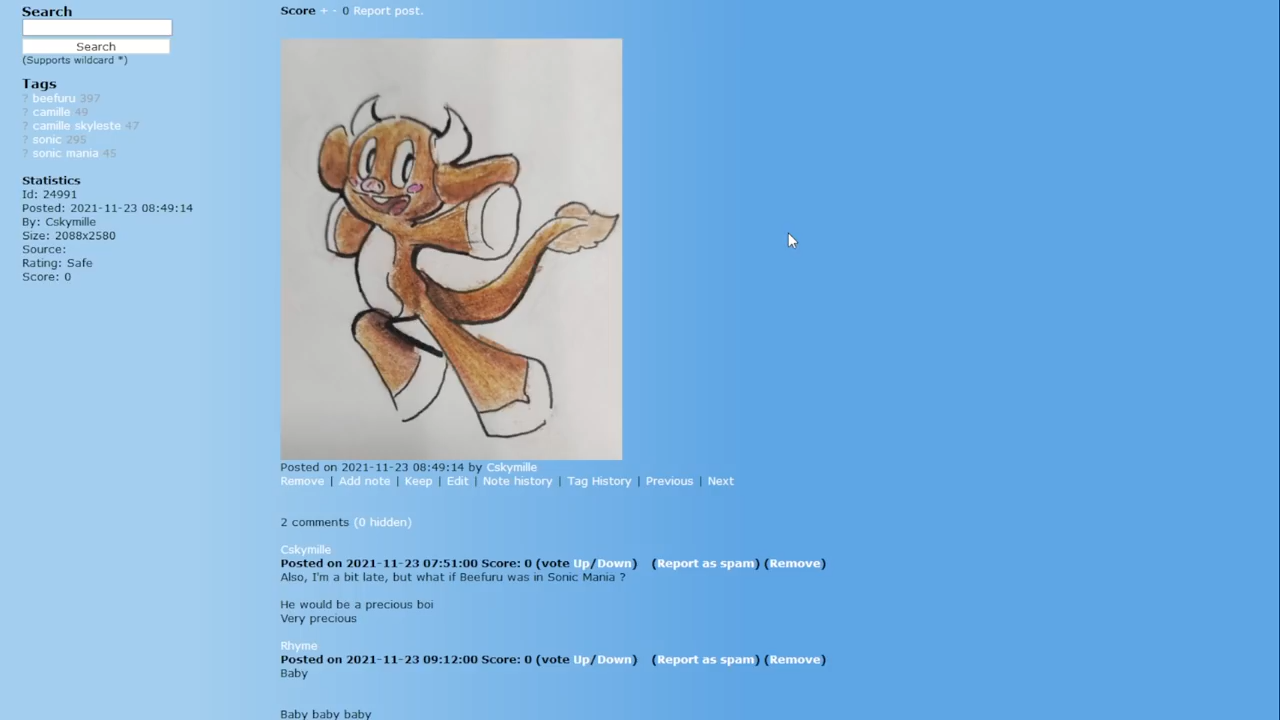 Search
Search
(Supports wildcard *)
Tags
? beefuru 397
? camille 49
? camille skyleste 47
? sonic 295
? sonic mania 45
Statistics
Id: 24991
Posted: 2021-11-23 08:49:14
By: Cskymille
Size: 2088x2580
Source:
Rating: Safe
Score: 0
Score + - 0 Report post.
Posted on 2021-11-23 08:49:14 by Cskymille
Remove | Add note | Keep | Edit | Note history | Tag History | Previous | Next
2 comments (0 hidden)
Cskymille
Posted on 2021-11-23 07:51:00 Score: 0 (vote Up/Down) (Report as spam) (Remove)
Also, I'm a bit late, but what if Beefuru was in Sonic Mania ?
He would be a precious boi
Very precious
Rhyme
Posted on 2021-11-23 09:12:00 Score: 0 (vote Up/Down) (Report as spam) (Remove)
Baby
Baby baby baby